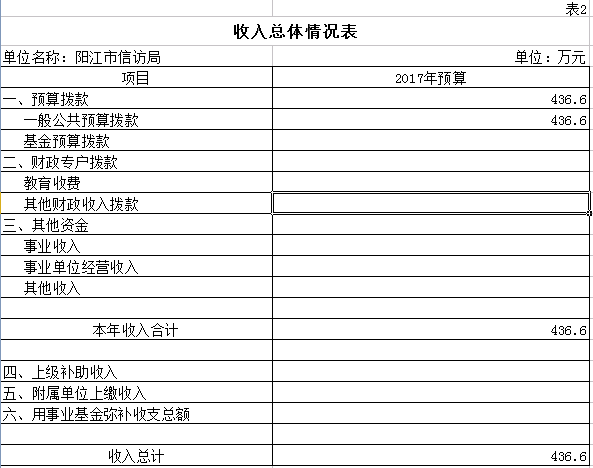 表2
收入总体情况表
单位名称：阳江市信访局 单位：万元
项目 2017年预算
一、预算拨款 436.6
一般公共预算拨款 436.6
基金预算拨款
二、财政专户拨款
教育收费
其他财政收入拨款
三、其他资金
事业收入
事业单位经营收入
其他收入
本年收入合计 436.6
四、上级补助收入
五、附属单位上缴收入
六、用事业基金弥补收支总额
收入总计 436.6